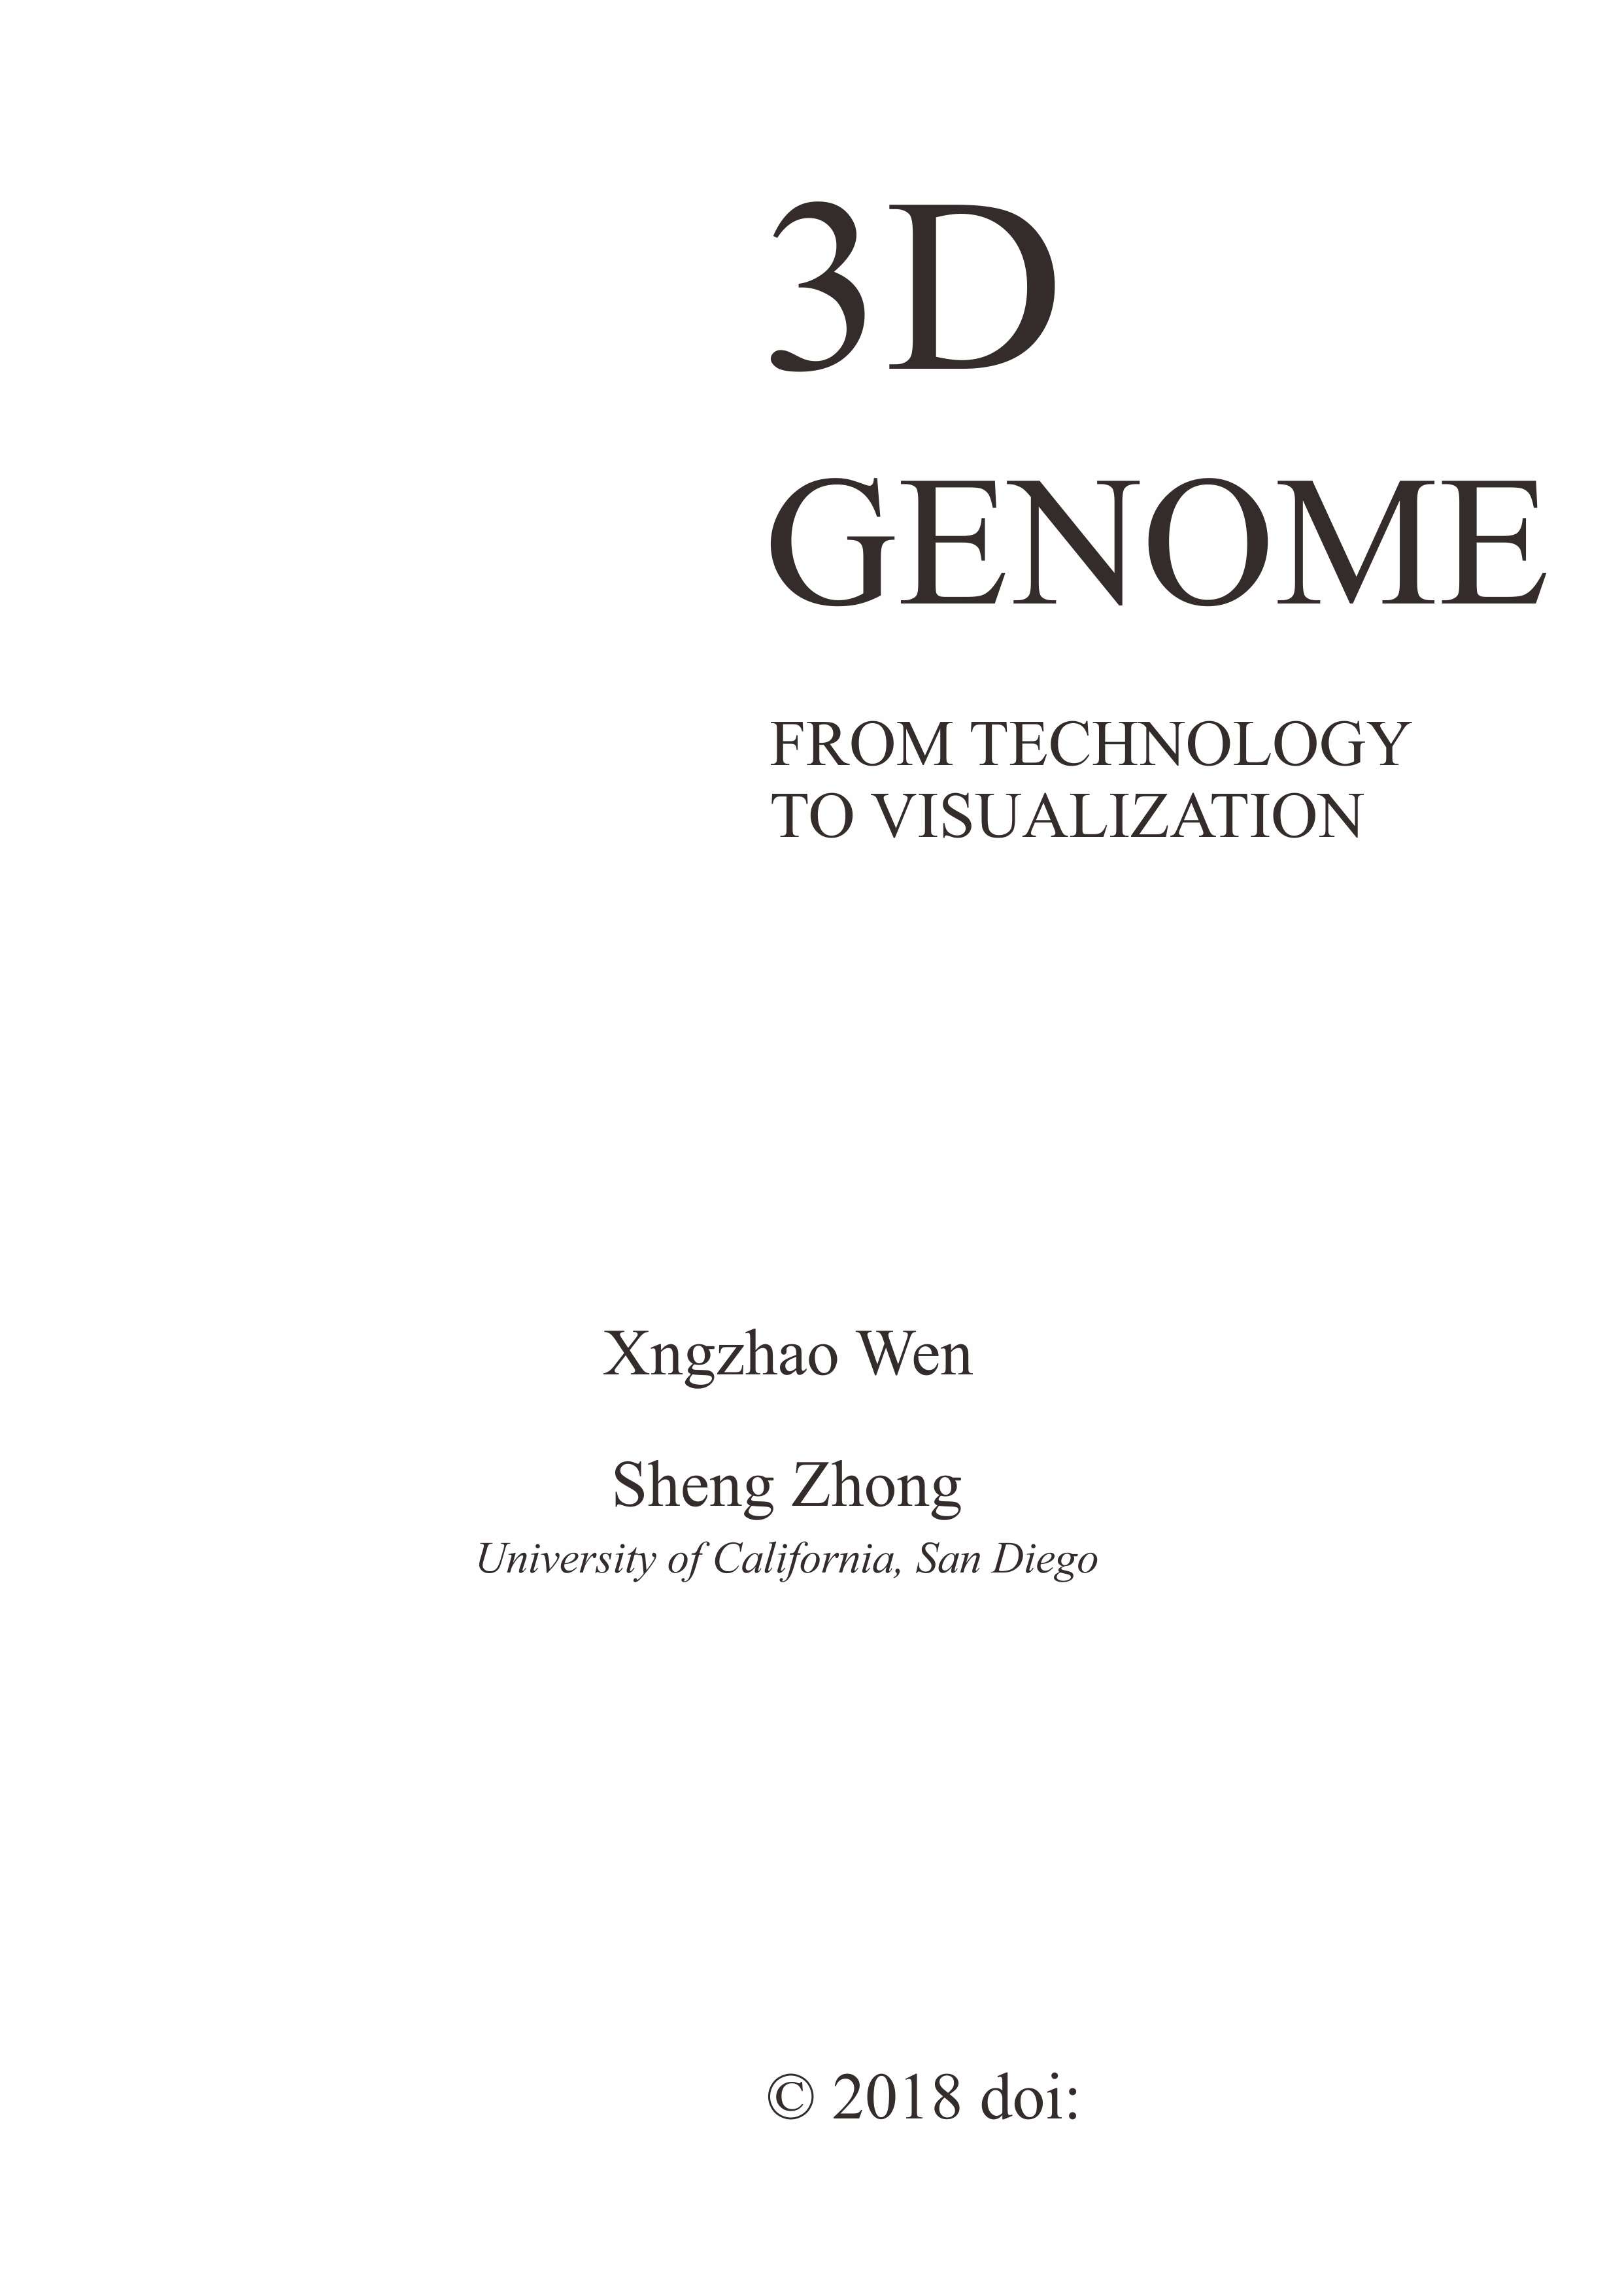 3D
GENOME
FROM TECHNOLOGY
TO VISUALIZATION
Xngzhao Wen
Sheng Zhong
University of California, San Diego
© 2018 doi: